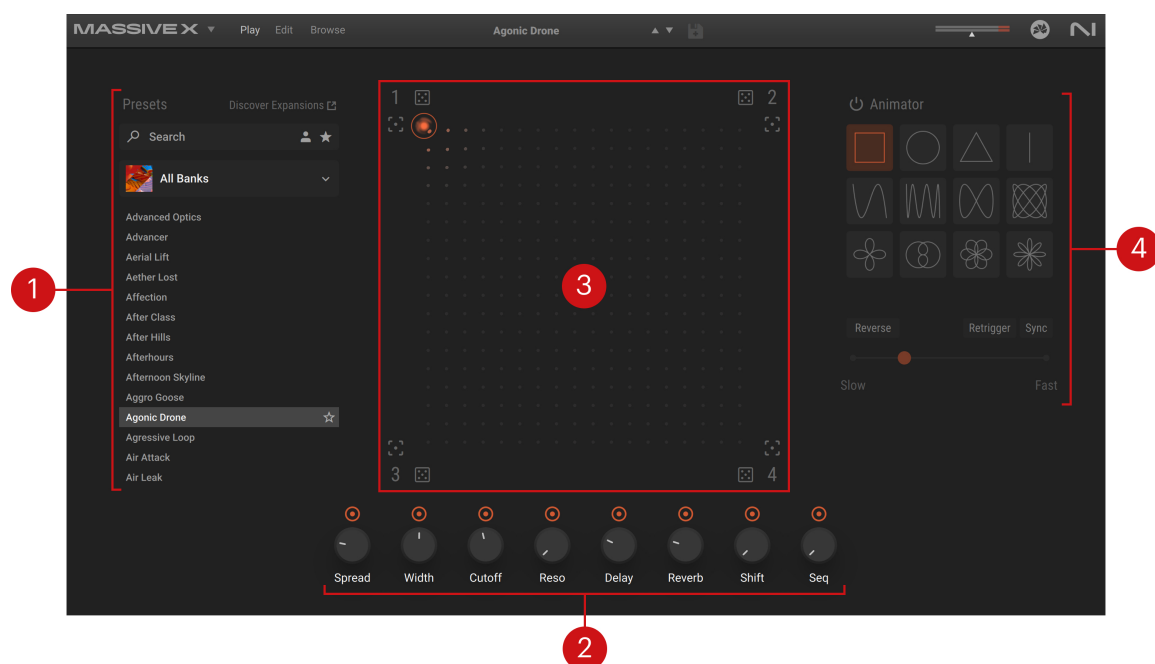 MASSIVE X Play Edit Browse Agonic Drone
Presets Discover Expansions
Search
All Banks
Advanced Optics
Advancer
Aerial Lift
Aether Lost
Affection
After Class
After Hills
Afterhours
Afternoon Skyline
Aggro Goose
Agonic Drone
Agressive Loop
Air Attack
Air Leak
1
1 2
3
3 4
Animator
Reverse Retrigger Sync
Slow Fast
4
Spread Width Cutoff Reso Delay Reverb Shift Seq
2